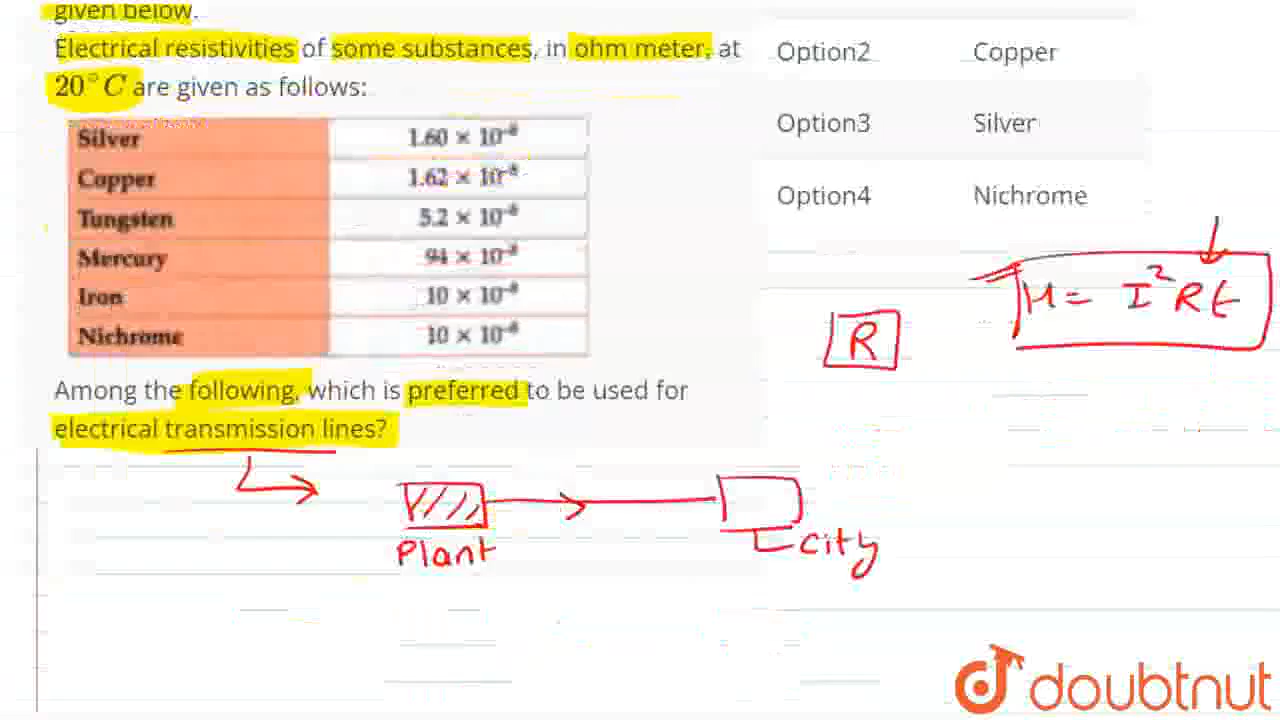 given below.
Electrical resistivities of some substances, in ohm meter, at
20°C are given as follows:
Silver 1.60 × 10⁻⁸
Copper 1.62 × 10⁻⁸
Tungsten 5.2 × 10⁻⁸
Mercury 94 × 10⁻⁸
Iron 10 × 10⁻⁸
Nichrome 10 × 10⁻⁸
Among the following, which is preferred to be used for
electrical transmission lines?
Option2 Copper
Option3 Silver
Option4 Nichrome
H = I²Rt
R
Plant
City
doubtnut